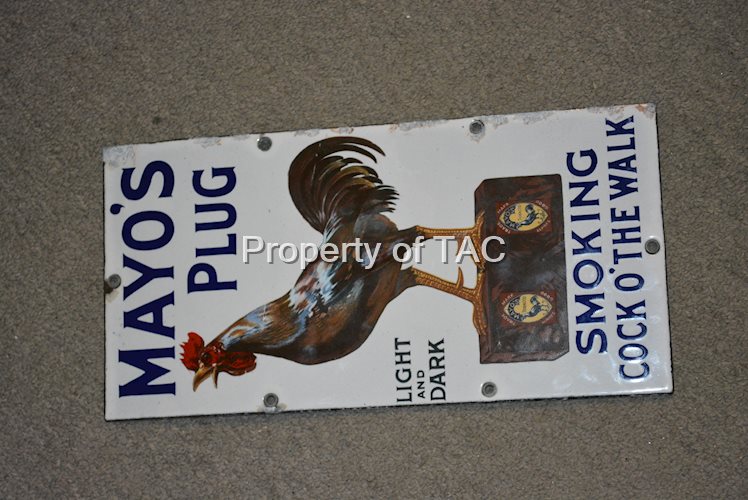 MAYO'S
PLUG
LIGHT
AND
DARK
SMOKING
COCK O' THE WALK
Property of TAC